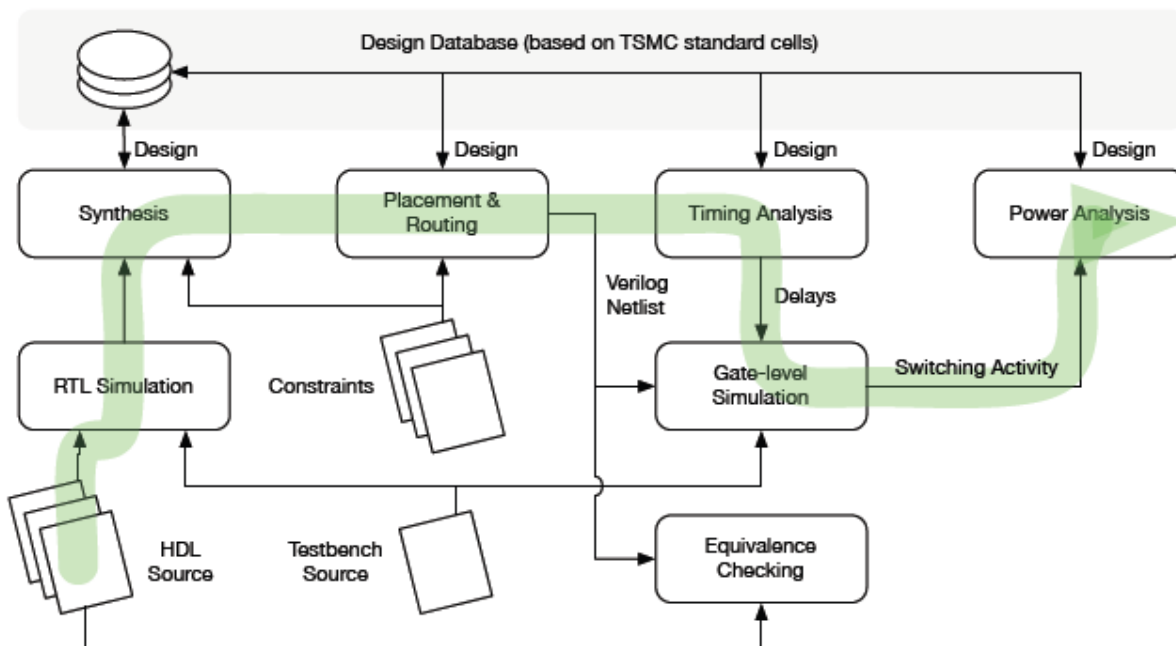 Design Database (based on TSMC standard cells)
Design
Design
Design
Design
Synthesis
Placement &
Routing
Timing Analysis
Power Analysis
Verilog
Netlist
Delays
RTL Simulation
Constraints
Gate-level
Simulation
Switching Activity
HDL
Source
Testbench
Source
Equivalence
Checking